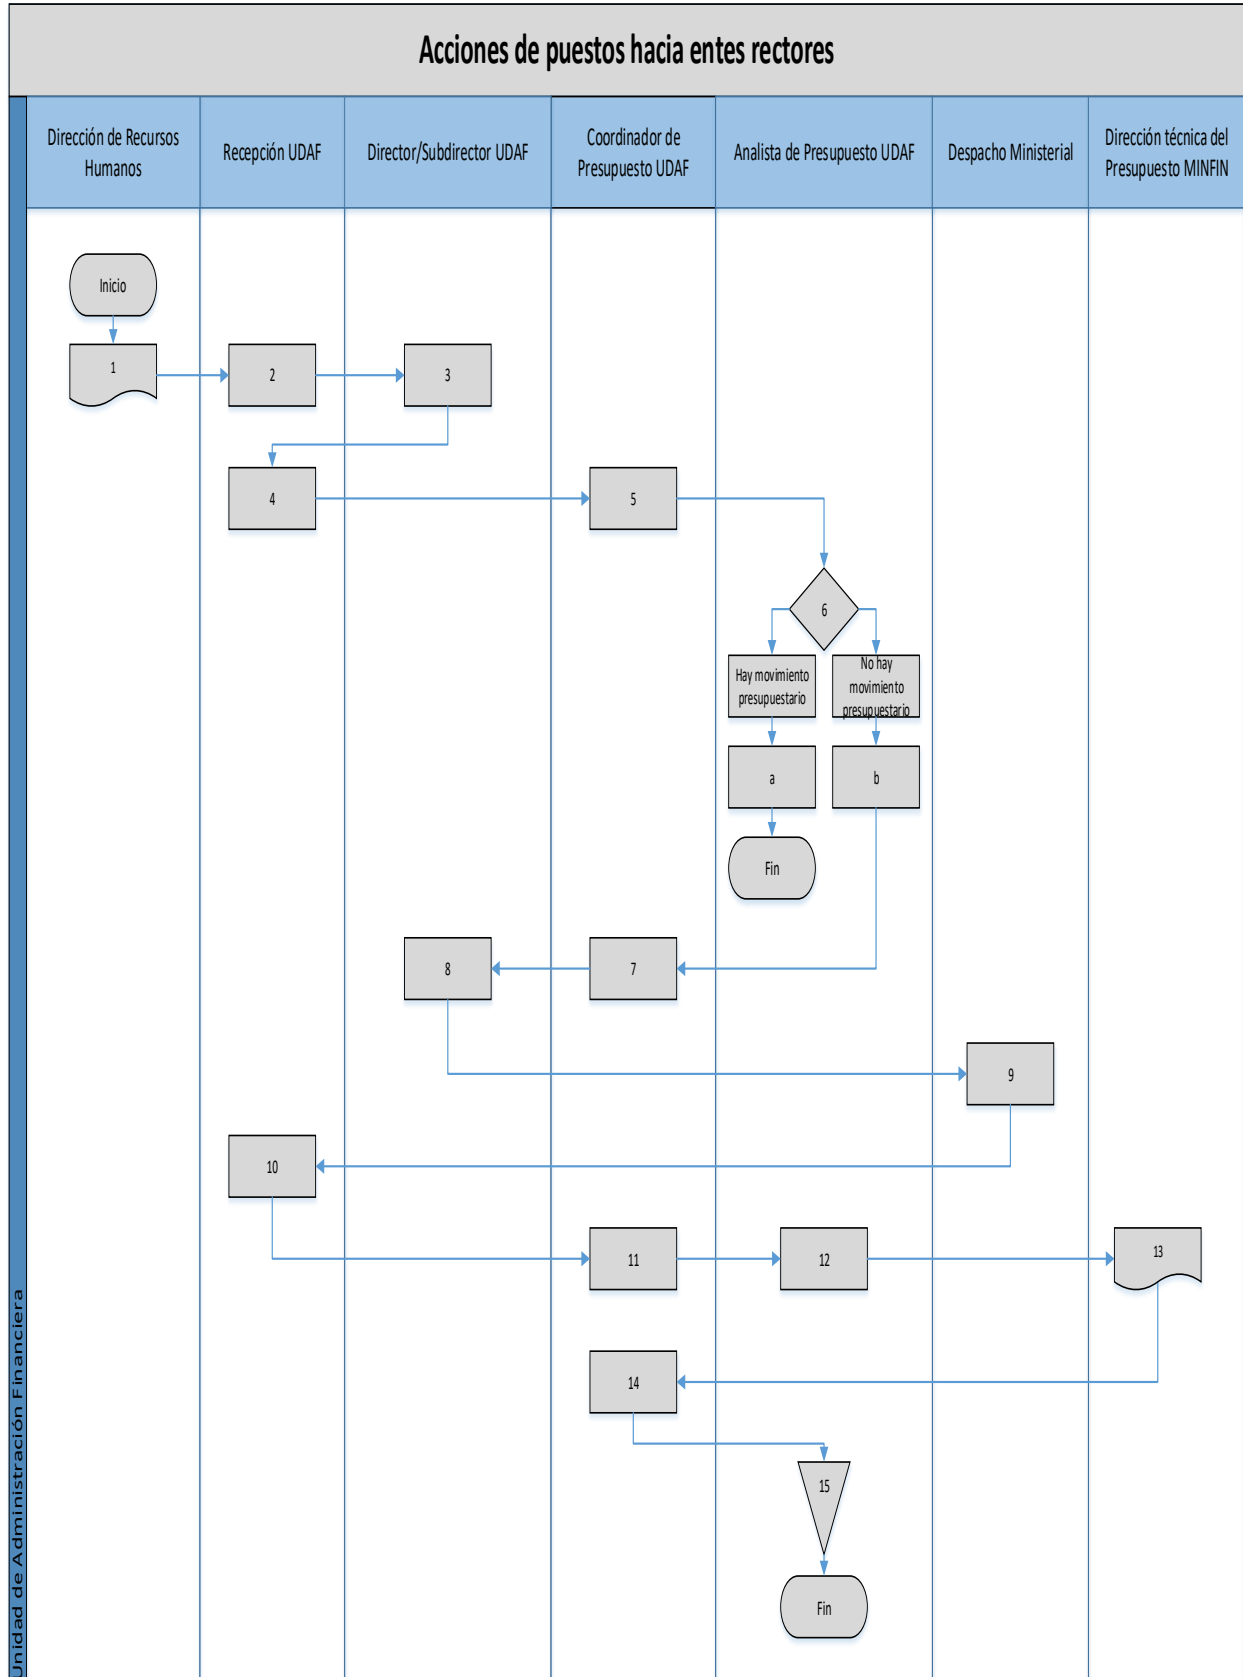 Acciones de puestos hacia entes rectores
Dirección de Recursos
Humanos
Recepción UDAF
Director/Subdirector UDAF
Coordinador de
Presupuesto UDAF
Analista de Presupuesto UDAF
Despacho Ministerial
Dirección técnica del
Presupuesto MINFIN
Inicio
1
2
3
4
5
6
Hay movimiento
presupuestario
No hay
movimiento
presupuestario
a
b
Fin
8
7
9
10
11
12
13
14
15
Fin
Unidad de Administración Financiera